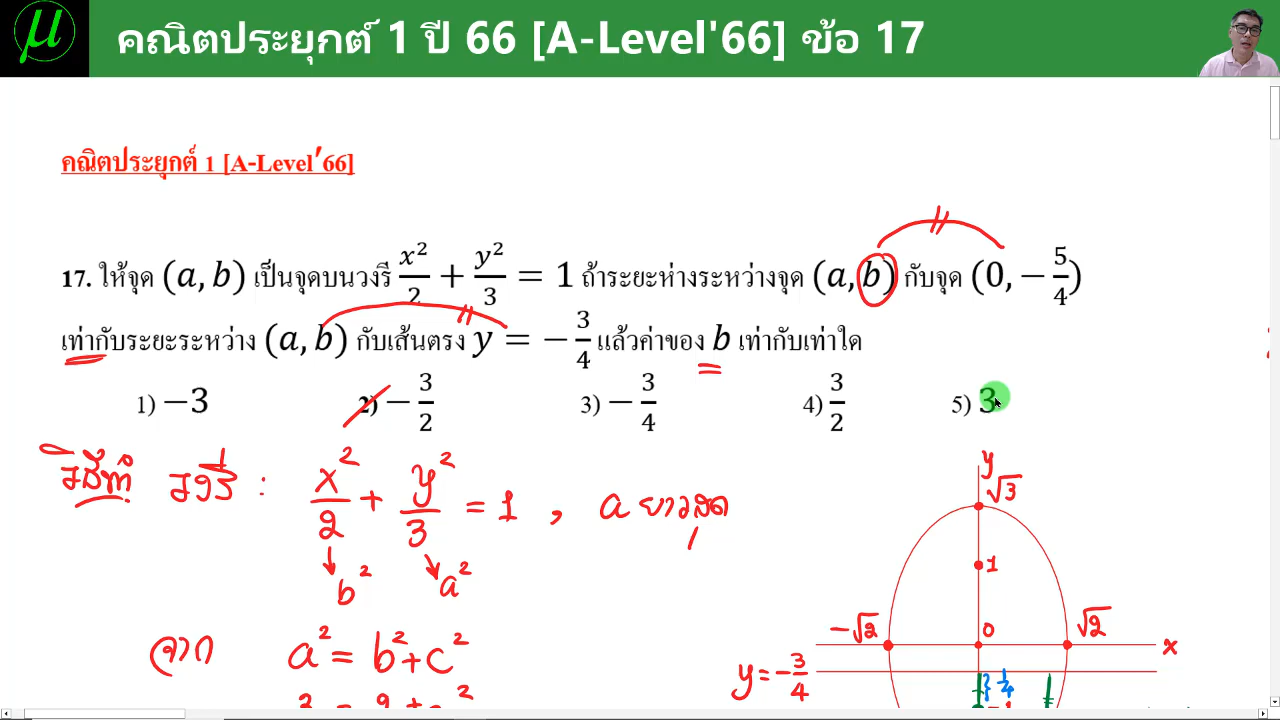 μ
คณิตประยุกต์ 1 ปี 66 [A-Level'66] ข้อ 17
คณิตประยุกต์ 1 [A-Level'66]
17. ให้จุด (a, b) เป็นจุดบนวงรี x²/2 + y²/3 = 1 ถ้าระยะห่างระหว่างจุด (a, b) กับจุด (0, −5/4)
เท่ากับระยะระหว่าง (a, b) กับเส้นตรง y = −3/4 แล้วค่าของ b เท่ากับเท่าใด
1) −3 2) −3/2 3) −3/4 4) 3/2 5) 3
วิธีทำ วงรี : x²/2 + y²/3 = 1 , a ยาวสุด
b² a²
จาก a² = b² + c²
y
√3
1
−√2 0 √2 x
y = −3/4
1/4